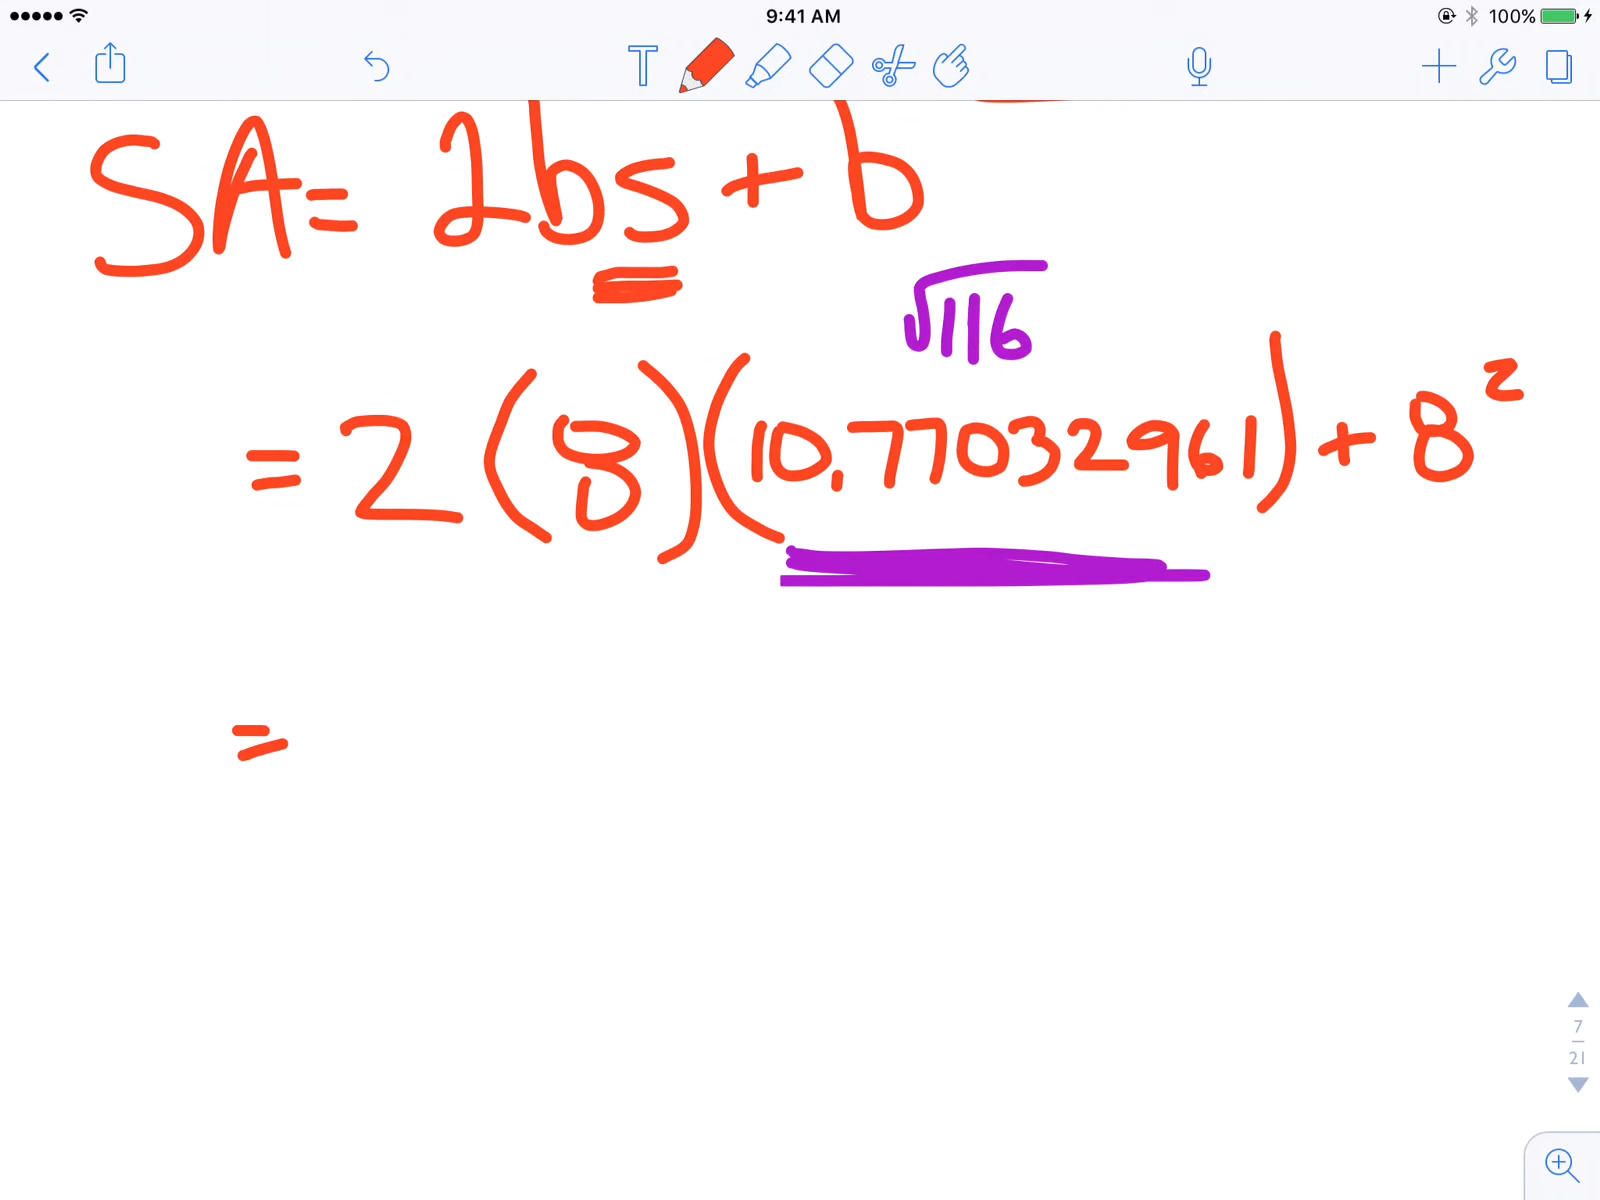 9:41 AM
100%
T
SA= 2bs + b
√116
= 2 (8)(10.77032961) + 8²
=
7
21